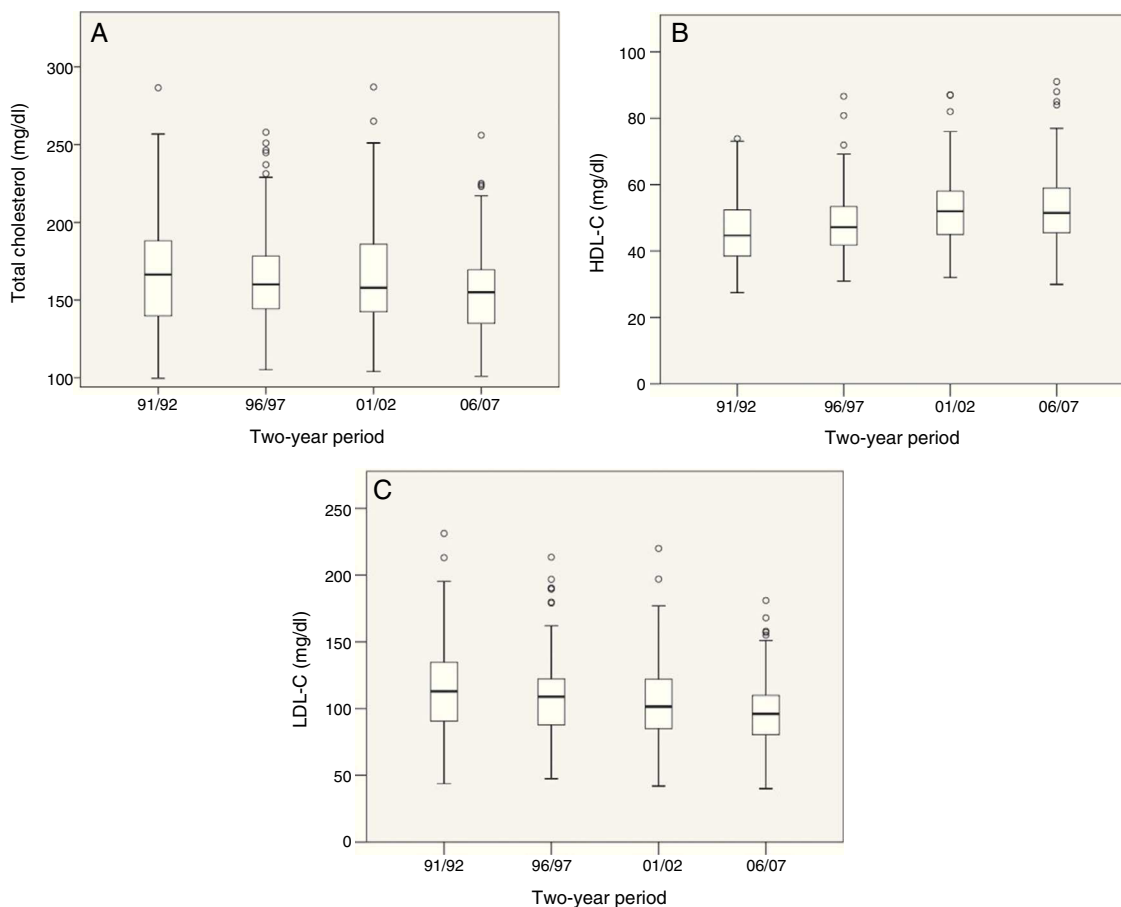 A
Total cholesterol (mg/dl)
300
250
200
150
100
91/92 96/97 01/02 06/07
Two-year period
B
HDL-C (mg/dl)
100
80
60
40
20
0
91/92 96/97 01/02 06/07
Two-year period
C
LDL-C (mg/dl)
250
200
150
100
50
0
91/92 96/97 01/02 06/07
Two-year period